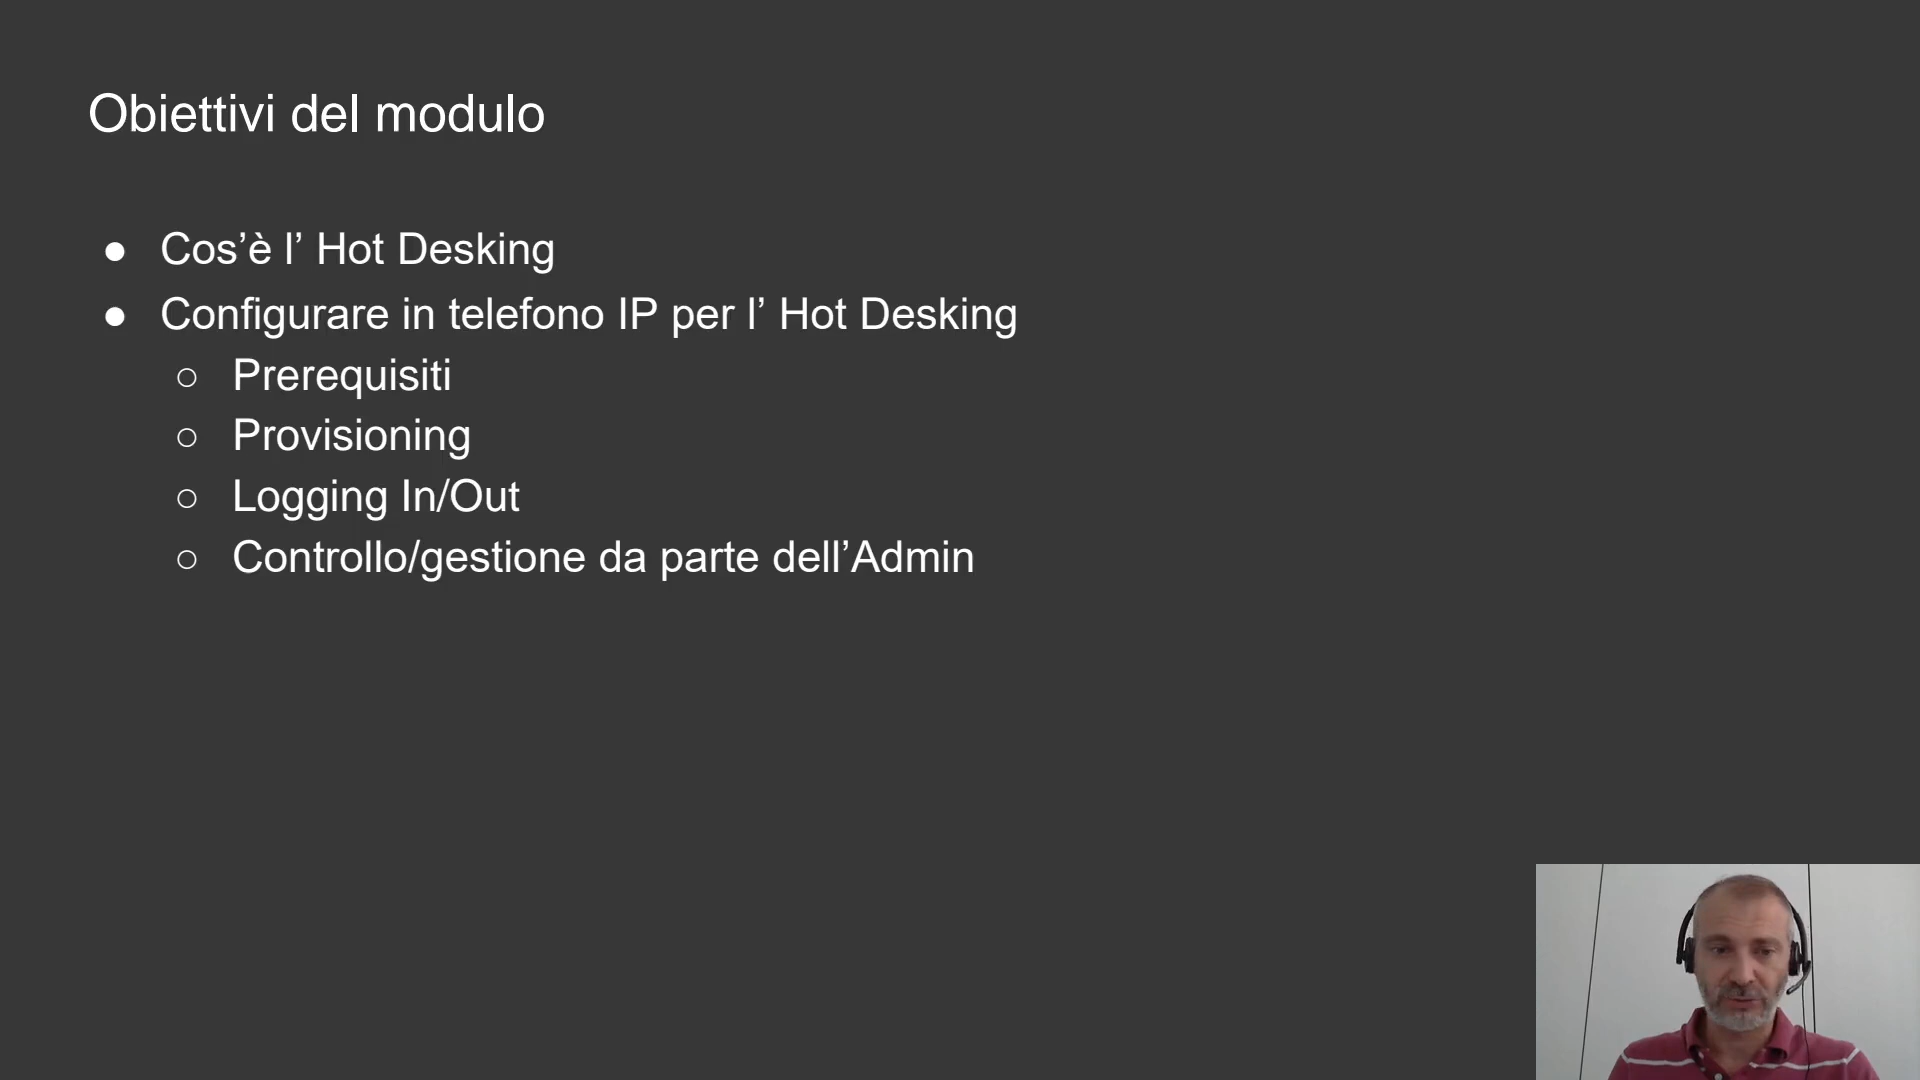 Obiettivi del modulo
● Cos’è l’ Hot Desking
● Configurare in telefono IP per l’ Hot Desking
○ Prerequisiti
○ Provisioning
○ Logging In/Out
○ Controllo/gestione da parte dell’Admin